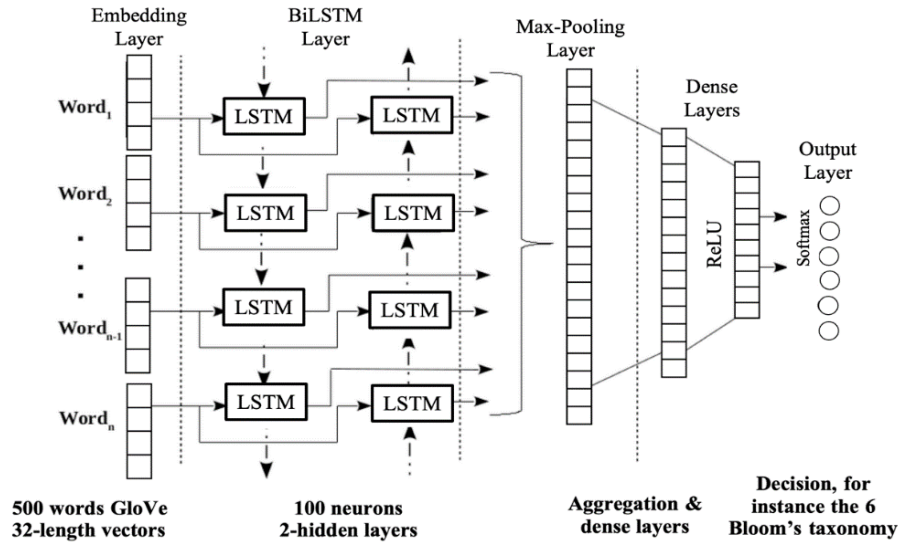 Embedding
Layer
BiLSTM
Layer
Max-Pooling
Layer
Dense
Layers
Output
Layer
Word1
LSTM
LSTM
Word2
LSTM
LSTM
Wordn-1
LSTM
LSTM
Wordn
LSTM
LSTM
ReLU
Softmax
500 words GloVe
32-length vectors
100 neurons
2-hidden layers
Aggregation &
dense layers
Decision, for
instance the 6
Bloom's taxonomy